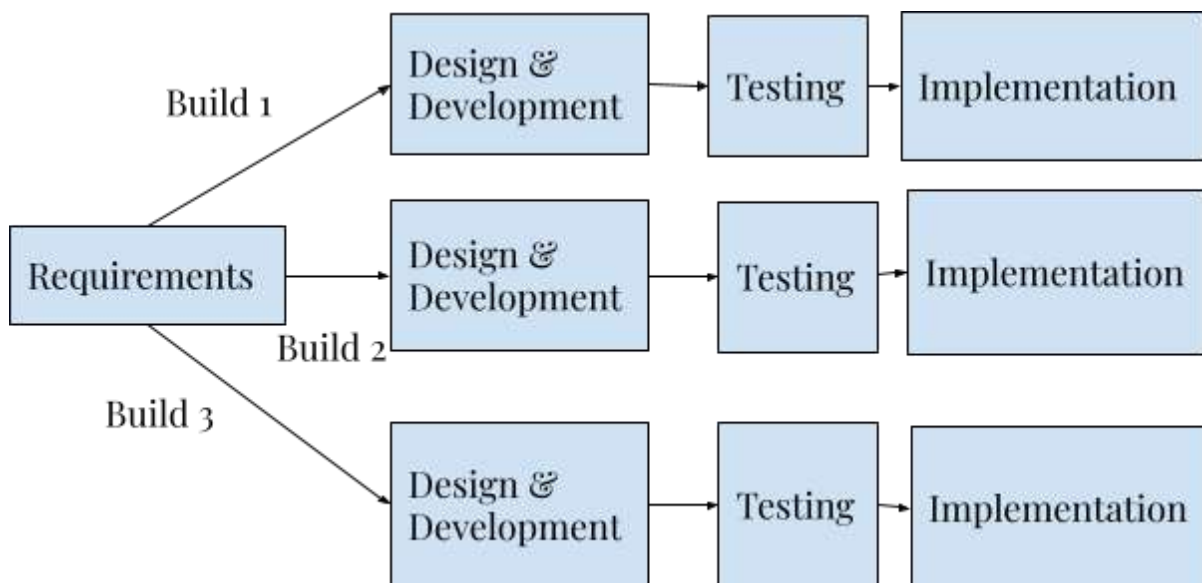 Design &
Development
Testing
Implementation
Build 1
Requirements
Design &
Development
Testing
Implementation
Build 2
Build 3
Design &
Development
Testing
Implementation